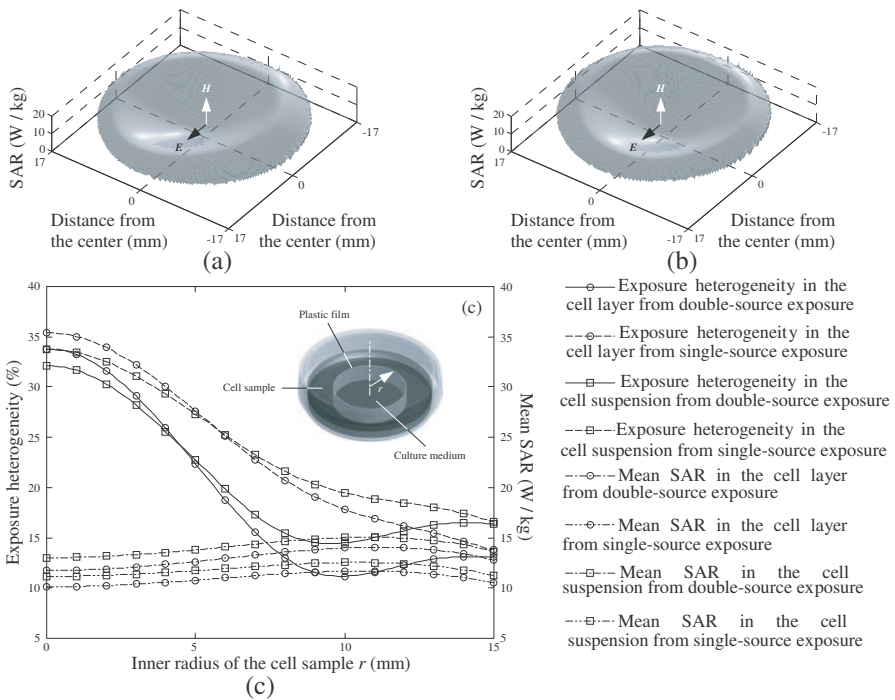 SAR (W / kg)
20
10
0
17
H
E
-17
0
0
Distance from
the center (mm)
-17
17
Distance from
the center (mm)
(a)
SAR (W / kg)
20
10
0
17
H
E
-17
0
0
Distance from
the center (mm)
-17
17
Distance from
the center (mm)
(b)
Exposure heterogeneity (%)
40
35
30
25
20
15
10
5
0
5
10
15
Inner radius of the cell sample r (mm)
40
35
30
25
20
15
10
5
Mean SAR (W / kg)
(c)
Plastic film
Cell sample
r
Culture medium
(c)
Exposure heterogeneity in the
cell layer from double-source exposure
Exposure heterogeneity in the
cell layer from single-source exposure
Exposure heterogeneity in the
cell suspension from double-source exposure
Exposure heterogeneity in the
cell suspension from single-source exposure
Mean SAR in the cell layer
from double-source exposure
Mean SAR in the cell layer
from single-source exposure
Mean SAR in the cell
suspension from double-source exposure
Mean SAR in the cell
suspension from single-source exposure